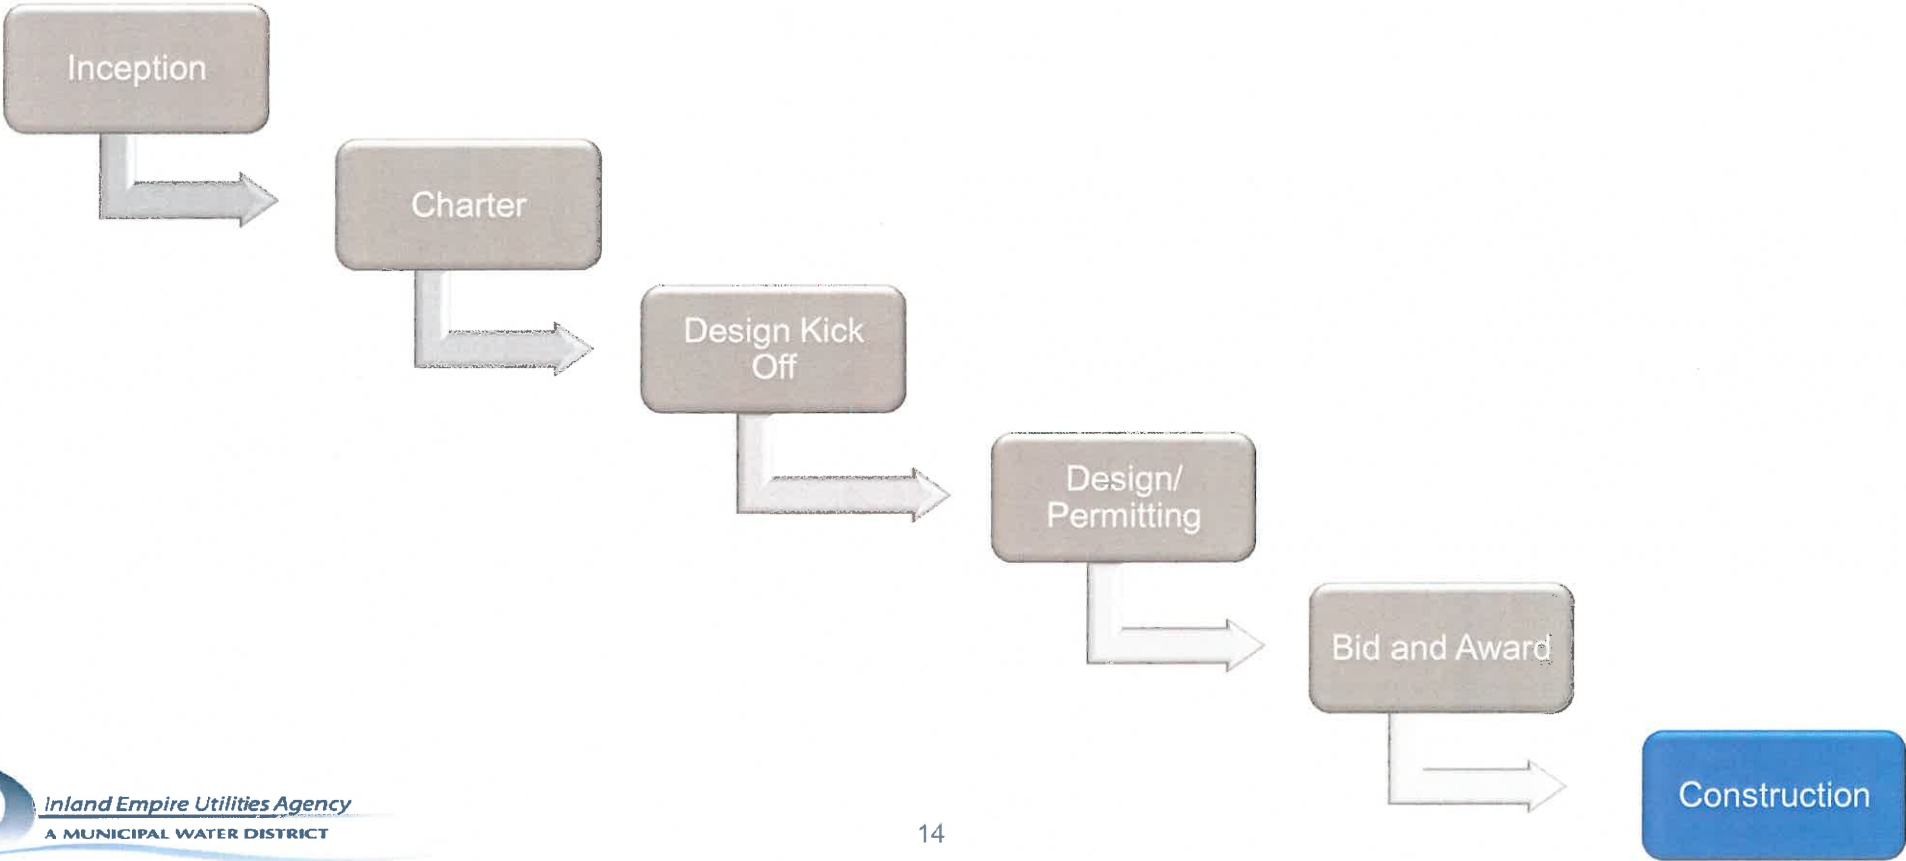 Inception
Charter
Design Kick
Off
Design/
Permitting
Bid and Award
Construction
Inland Empire Utilities Agency
A MUNICIPAL WATER DISTRICT
14